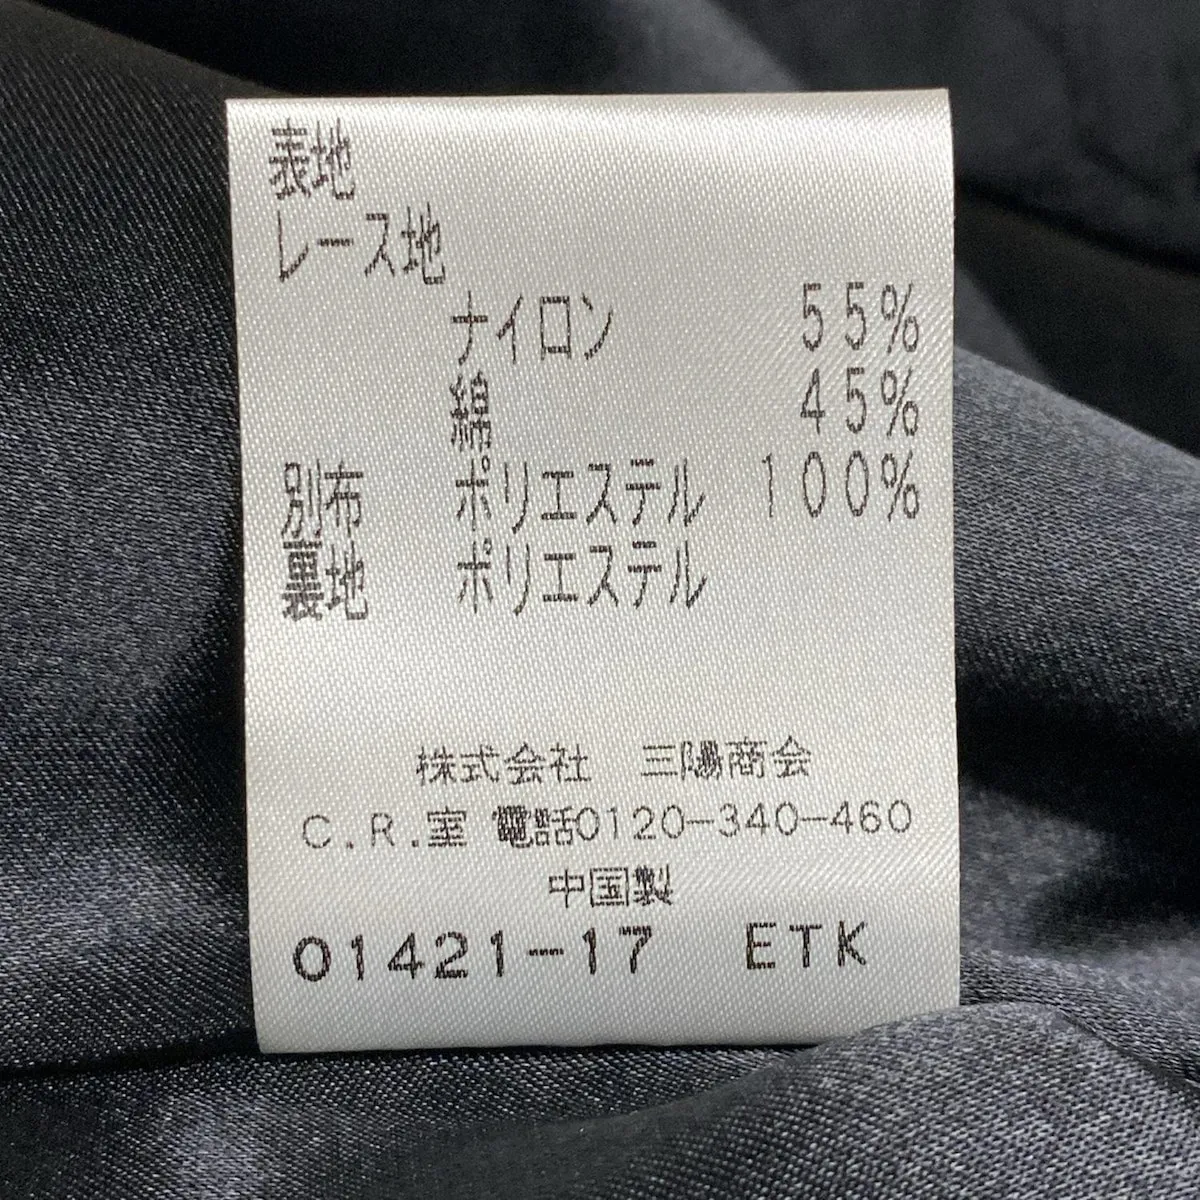 表地
レース地
ナイロン 55%
綿 45%
別布 ポリエステル 100%
裏地 ポリエステル
株式会社 三陽商会
C.R.室 電話0120-340-460
中国製
01421-17 ETK